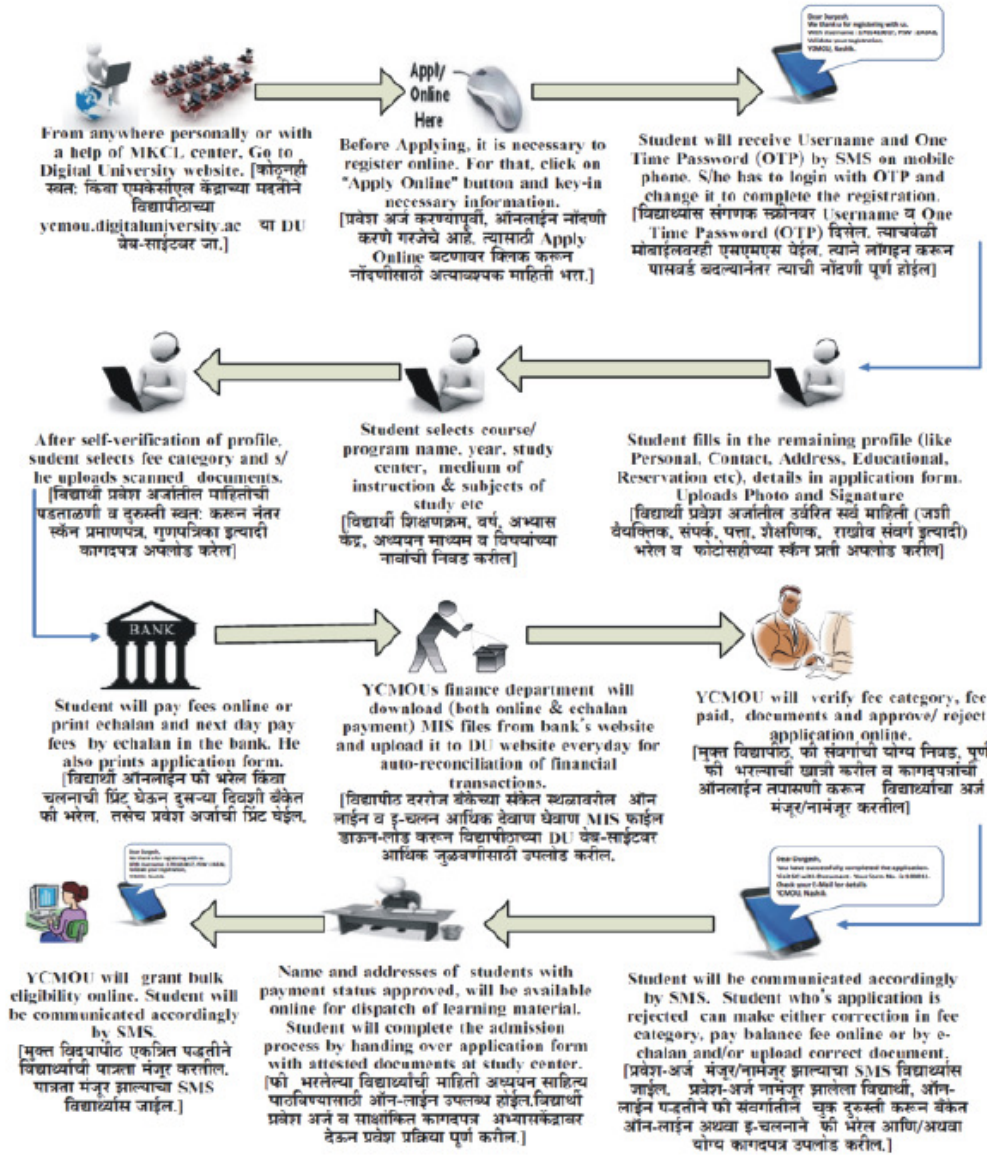 Dear Durgesh,
We thank u for registering with us.
Validate your registration.
YCMOU, Nashik.
Apply/
Online
Here
From anywhere personally or with
a help of MKCL center. Go to
Digital University website. [कोठूनही
स्वत: किंवा एमकेसीएल केंद्राच्या मदतीने
विद्यापीठाच्या
ycmou.digitaluniversity.ac या DU
वेब-साईटवर जा.]
Before Applying, it is necessary to
register online. For that, click on
"Apply Online" button and key-in
necessary information.
[प्रवेश अर्ज करण्यापूर्वी, ऑनलाईन नोंदणी
करणे गरजेचे आहे. त्यासाठी Apply
Online बटणावर क्लिक करून
नोंदणीसाठी अत्यावश्यक माहिती भरा.]
Student will receive Username and One
Time Password (OTP) by SMS on mobile
phone. S/he has to login with OTP and
change it to complete the registration.
[विद्यार्थ्यास संगणक स्क्रीनवर Username व One
Time Password (OTP) दिसेल. त्याचवेळी
मोबाईलवरही एसएमएस येईल. त्याने लॉगइन करून
पासवर्ड बदल्यानंतर त्याची नोंदणी पूर्ण होईल]
After self-verification of profile,
sudent selects fee category and s/
he uploads scanned documents.
[विद्यार्थी प्रवेश अर्जातील माहितीची
पडताळणी व दुरुस्ती स्वत: करून नंतर
स्कॅन प्रमाणपत्र, गुणपत्रिका इत्यादी
कागदपत्र अपलोड करेल]
Student selects course/
program name, year, study
center, medium of
instruction & subjects of
study etc
[विद्यार्थी शिक्षणक्रम, वर्ष, अभ्यास
केंद्र, अध्ययन माध्यम व विषयांच्या
नावांची निवड करील]
Student fills in the remaining profile (like
Personal, Contact, Address, Educational,
Reservation etc), details in application form.
Uploads Photo and Signature
[विद्यार्थी प्रवेश अर्जातील उर्वरित सर्व माहिती (जशी
वैयक्तिक, संपर्क, पत्ता, शैक्षणिक, राखीव संवर्ग इत्यादी)
भरेल व फोटोसहीच्या स्कॅन प्रती अपलोड करील]
BANK
Student will pay fees online or
print echalan and next day pay
fees by echalan in the bank. He
also prints application form.
[विद्यार्थी ऑनलाईन फी भरेल किंवा
चलनाची प्रिंट घेऊन दुसऱ्या दिवशी बँकेत
फी भरेल. तसेच प्रवेश अर्जाची प्रिंट घेईल.
YCMOUs finance department will
download (both online & echalan
payment) MIS files from bank's website
and upload it to DU website everyday for
auto-reconciliation of financial
transactions.
[विद्यापीठ दररोज बँकेच्या संकेत स्थळावरील ऑन
लाईन व इ-चलन आर्थिक देवाण घेवाण MIS फाईल
डाऊन-लोड करून विद्यापीठाच्या DU वेब-साईटवर
आर्थिक जुळवणीसाठी उपलोड करील.
YCMOU will verify fee category, fee
paid, documents and approve/ reject
application online.
[मुक्त विद्यापीठ, फी संवर्गाची योग्य निवड, पूर्ण
फी भरल्याची खात्री करील व कागदपत्रांची
ऑनलाईन तपासणी करून विद्यार्थ्याचा अर्ज
मंजूर/नामंजूर करतील]
Dear Durgesh,
We thank u for registering with us.
Validate your registration.
YCMOU, Nashik.
Dear Durgesh,
You have successfully completed the application.
Check your E-Mail for details
YCMOU, Nashik
YCMOU will grant bulk
eligibility online. Student will
be communicated accordingly
by SMS.
[मुक्त विद्यापीठ एकत्रित पद्धतीने
विद्यार्थ्याची पात्रता मंजूर करतील.
पात्रता मंजूर झाल्याचा SMS
विद्यार्थ्यास जाईल.]
Name and addresses of students with
payment status approved, will be available
online for dispatch of learning material.
Student will complete the admission
process by handing over application form
with attested documents at study center.
[फी भरलेल्या विद्यार्थ्याची माहिती अध्ययन साहित्य
पाठविण्यासाठी ऑन-लाईन उपलब्ध होईल.विद्यार्थी
प्रवेश अर्ज व साक्षांकित कागदपत्र अभ्यासकेंद्रावर
देऊन प्रवेश प्रक्रिया पूर्ण करील.]
Student will be communicated accordingly
by SMS. Student who's application is
rejected can make either correction in fee
category, pay balance fee online or by e-
chalan and/or upload correct document.
[प्रवेश-अर्ज मंजूर/नामंजूर झाल्याचा SMS विद्यार्थ्यास
जाईल. प्रवेश-अर्ज नामंजूर झालेला विद्यार्थी, ऑन-
लाईन पद्धतीने फी संवर्गातील चुक दुरुस्ती करून बँकेत
ऑन-लाईन अथवा इ-चलनाने फी भरेल आणि/अथवा
योग्य कागदपत्र उपलोड करील.]